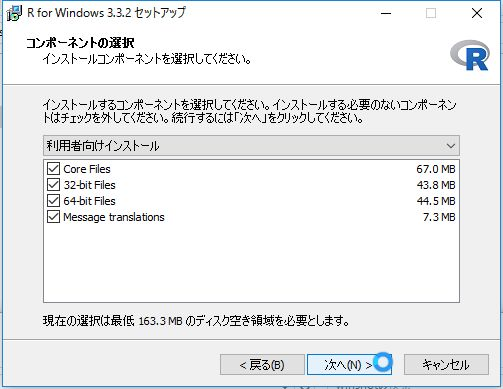 R for Windows 3.3.2 セットアップ
コンポーネントの選択
インストールコンポーネントを選択してください。
R
インストールするコンポーネントを選択してください。インストールする必要のないコンポーネン
トはチェックを外してください。続行するには「次へ」をクリックしてください。
利用者向けインストール
Core Files 67.0 MB
32-bit Files 43.8 MB
64-bit Files 44.5 MB
Message translations 7.3 MB
現在の選択は最低 163.3 MB のディスク空き領域を必要とします。
< 戻る(B) 次へ(N) > キャンセル